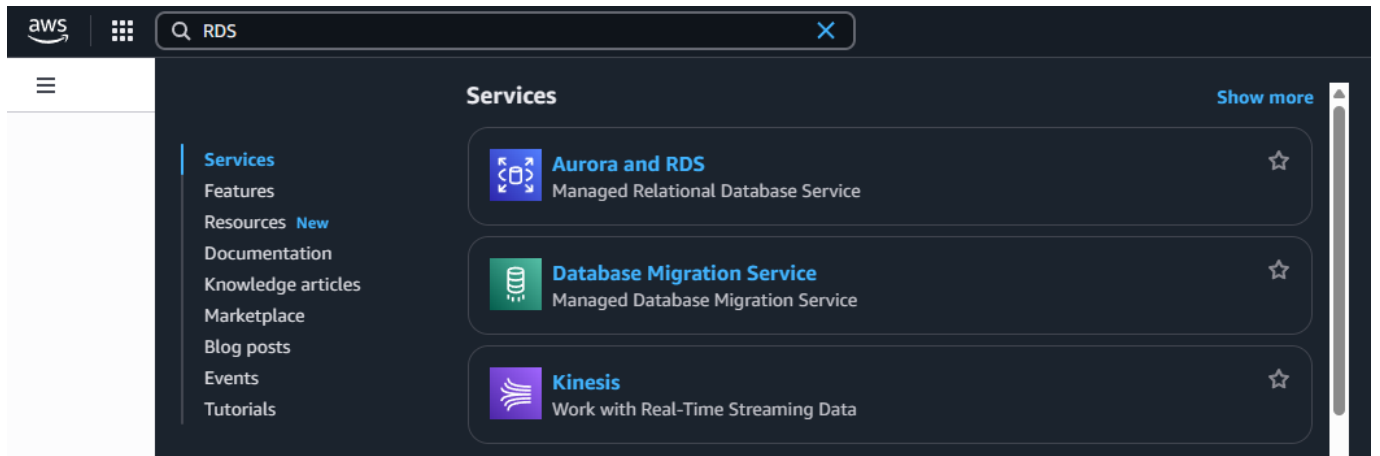 aws
RDS
Services
Show more
Services
Features
Resources New
Documentation
Knowledge articles
Marketplace
Blog posts
Events
Tutorials
Aurora and RDS
Managed Relational Database Service
Database Migration Service
Managed Database Migration Service
Kinesis
Work with Real-Time Streaming Data